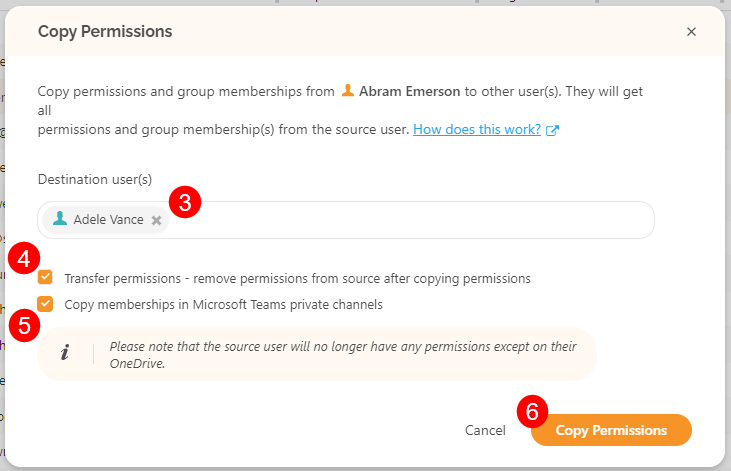 Copy Permissions
Copy permissions and group memberships from Abram Emerson to other user(s). They will get
all
permissions and group membership(s) from the source user. How does this work?
Destination user(s)
3
Adele Vance
4
Transfer permissions - remove permissions from source after copying permissions
Copy memberships in Microsoft Teams private channels
5
i
Please note that the source user will no longer have any permissions except on their
OneDrive.
6
Cancel
Copy Permissions